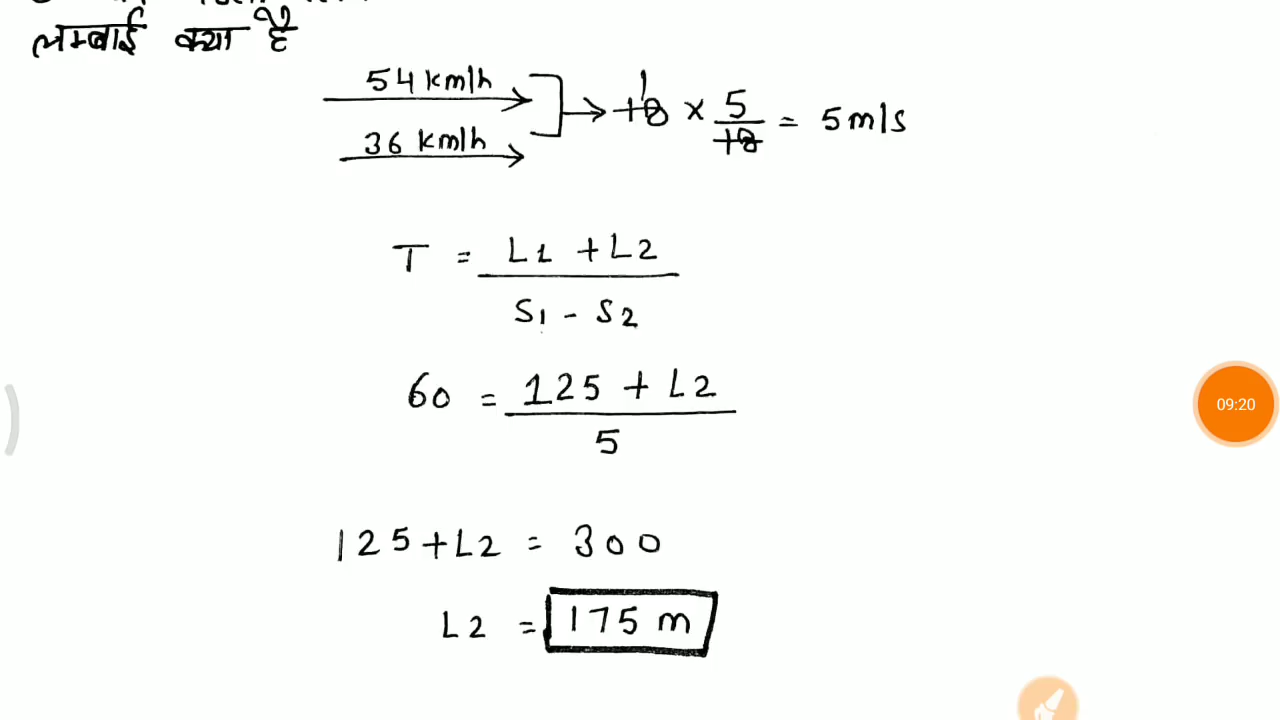 लम्बाई क्या है
54 km/h
36 km/h
18 × 5/18 = 5 m/s
1
T = L1 + L2 / S1 - S2
60 = 125 + L2 / 5
09:20
125 + L2 = 300
L2 = 175 m